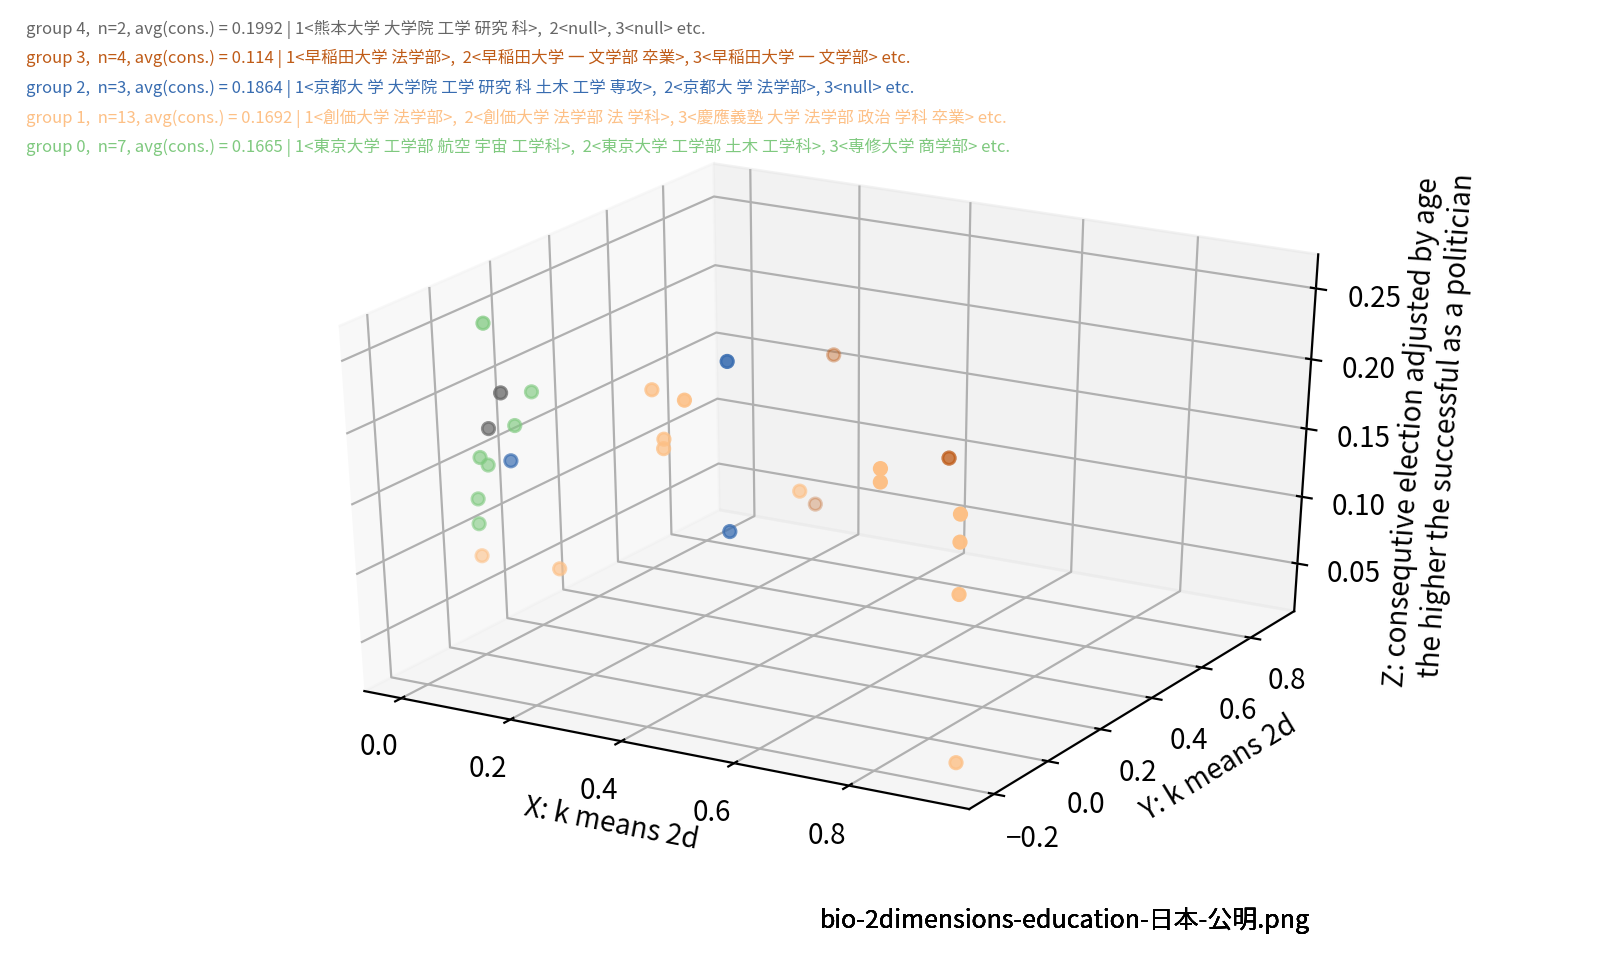 group 4,  n=2, avg(cons.) = 0.1992 | 1<熊本大学 大学院 工学 研究 科>,  2<null>, 3<null> etc.
group 3,  n=4, avg(cons.) = 0.114 | 1<早稲田大学 法学部>,  2<早稲田大学 一 文学部 卒業>, 3<早稲田大学 一 文学部> etc.
group 2,  n=3, avg(cons.) = 0.1864 | 1<京都大 学 大学院 工学 研究 科 土木 工学 専攻>,  2<京都大 学 法学部>, 3<null> etc.
group 1,  n=13, avg(cons.) = 0.1692 | 1<創価大学 法学部>,  2<創価大学 法学部 法 学科>, 3<慶應義塾 大学 法学部 政治 学科 卒業> etc.
group 0,  n=7, avg(cons.) = 0.1665 | 1<東京大学 工学部 航空 宇宙 工学科>,  2<東京大学 工学部 土木 工学科>, 3<専修大学 商学部> etc.
0.25
0.20
0.15
0.10
0.05
Z: consequtive election adjusted by age
the higher the successful as a politician
0.8
0.6
0.4
0.2
0.0
−0.2
Y: k means 2d
0.0
0.2
0.4
0.6
0.8
X: k means 2d
bio-2dimensions-education-日本-公明.png